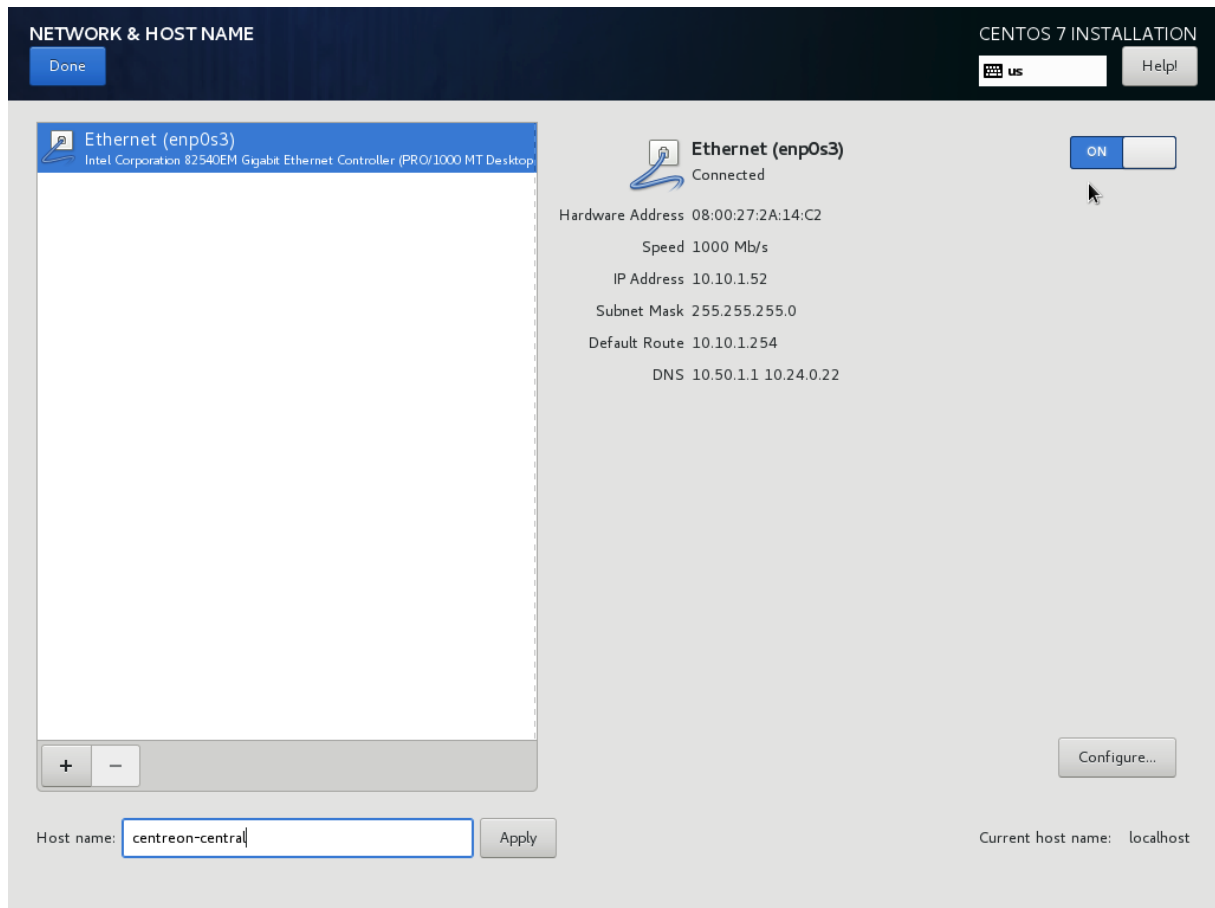 NETWORK & HOST NAME
CENTOS 7 INSTALLATION
Done
us
Help!
Ethernet (enp0s3)
Intel Corporation 82540EM Gigabit Ethernet Controller (PRO/1000 MT Desktop
Ethernet (enp0s3)
Connected
ON
Hardware Address 08:00:27:2A:14:C2
Speed 1000 Mb/s
IP Address 10.10.1.52
Subnet Mask 255.255.255.0
Default Route 10.10.1.254
DNS 10.50.1.1 10.24.0.22
+ −
Configure...
Host name: centreon-central
Apply
Current host name: localhost